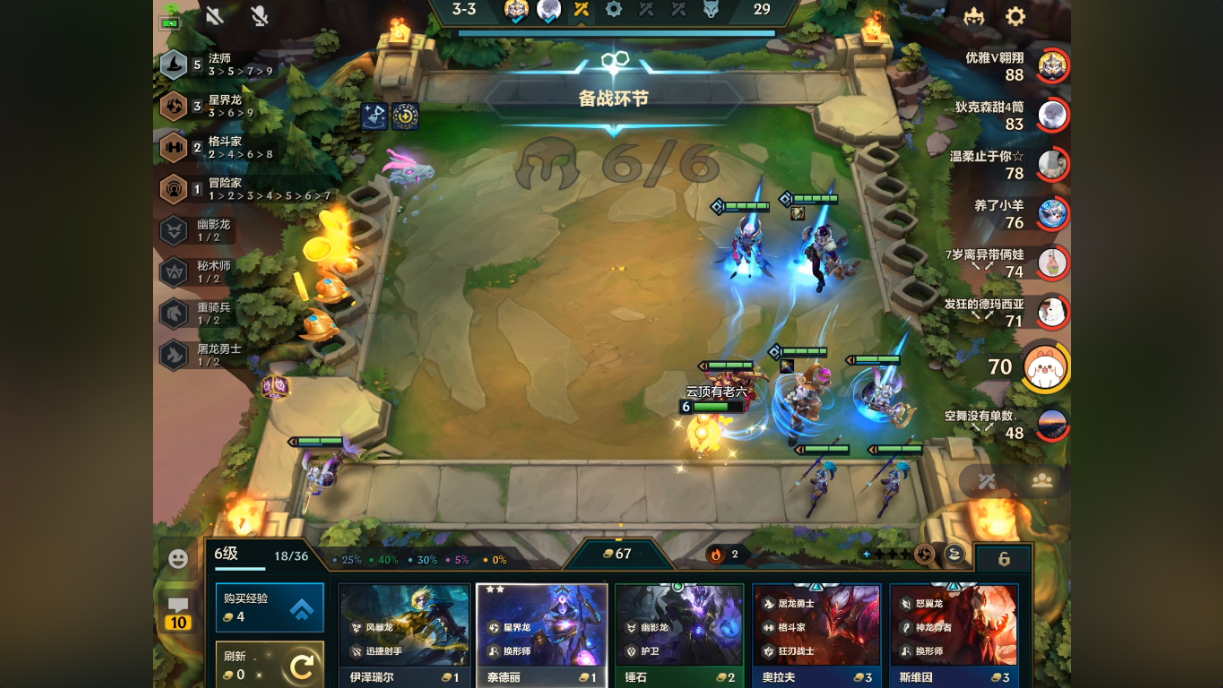 3-3
29
5 法师
3 > 5 > 7 > 9
3 星界龙
3 > 6 > 9
2 格斗家
2 > 4 > 6 > 8
1 冒险家
1 > 2 > 3 > 4 > 5 > 6 > 7
幽影龙
1 / 2
秘术师
1 / 2
重骑兵
1 / 2
屠龙勇士
1 / 2
备战环节
6/6
优雅V翱翔
88
狄克森甜4筒
83
温柔止于你☆
78
养了小羊
76
7岁离异带俩娃
74
发狂的德玛西亚
71
70
空舞没有单数
48
云顶有老六
6
6级
18/36
25% 40% 30% 5% 0%
67
2
6
10
购买经验
4
刷新
0
风暴龙
迅捷射手
伊泽瑞尔 1
星界龙
换形师
亲德丽 1
幽影龙
护卫
锤石 2
屠龙勇士
格斗家
狂刃战士
奥拉夫 3
怒翼龙
神龙尊者
换形师
斯维因 3